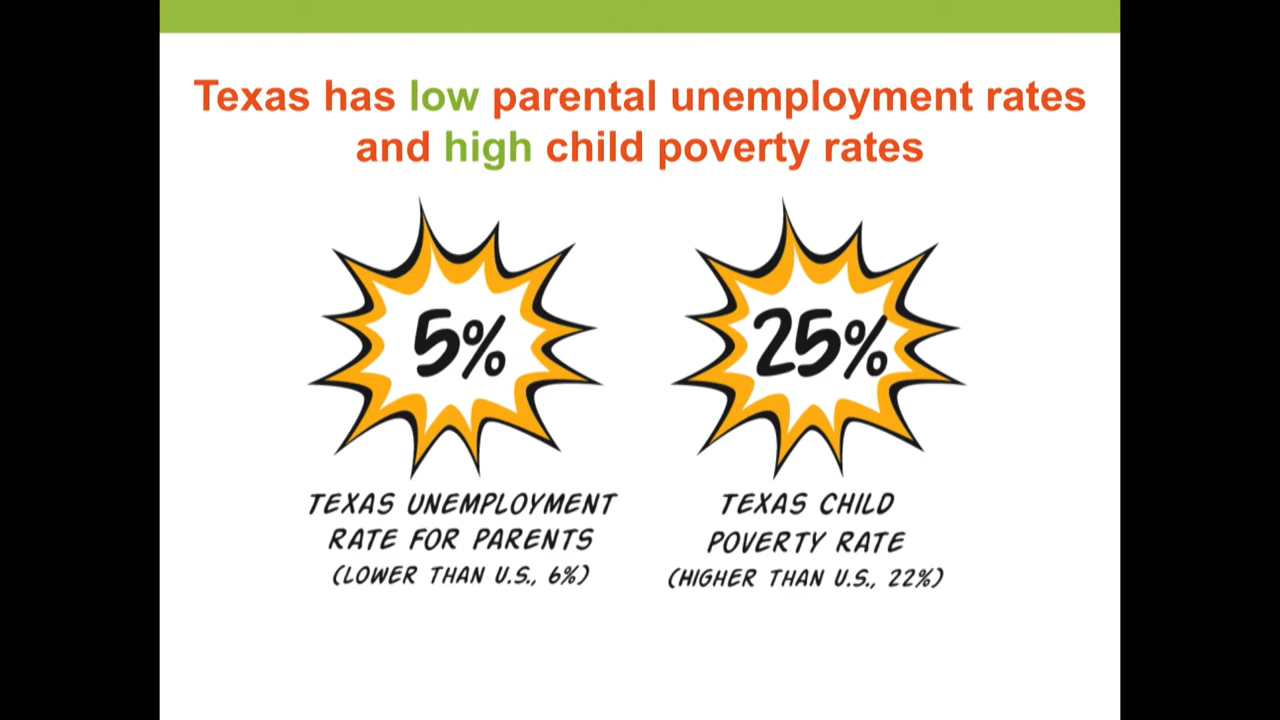 Texas has low parental unemployment rates
and high child poverty rates
5%
25%
TEXAS UNEMPLOYMENT
RATE FOR PARENTS
(LOWER THAN U.S., 6%)
TEXAS CHILD
POVERTY RATE
(HIGHER THAN U.S., 22%)